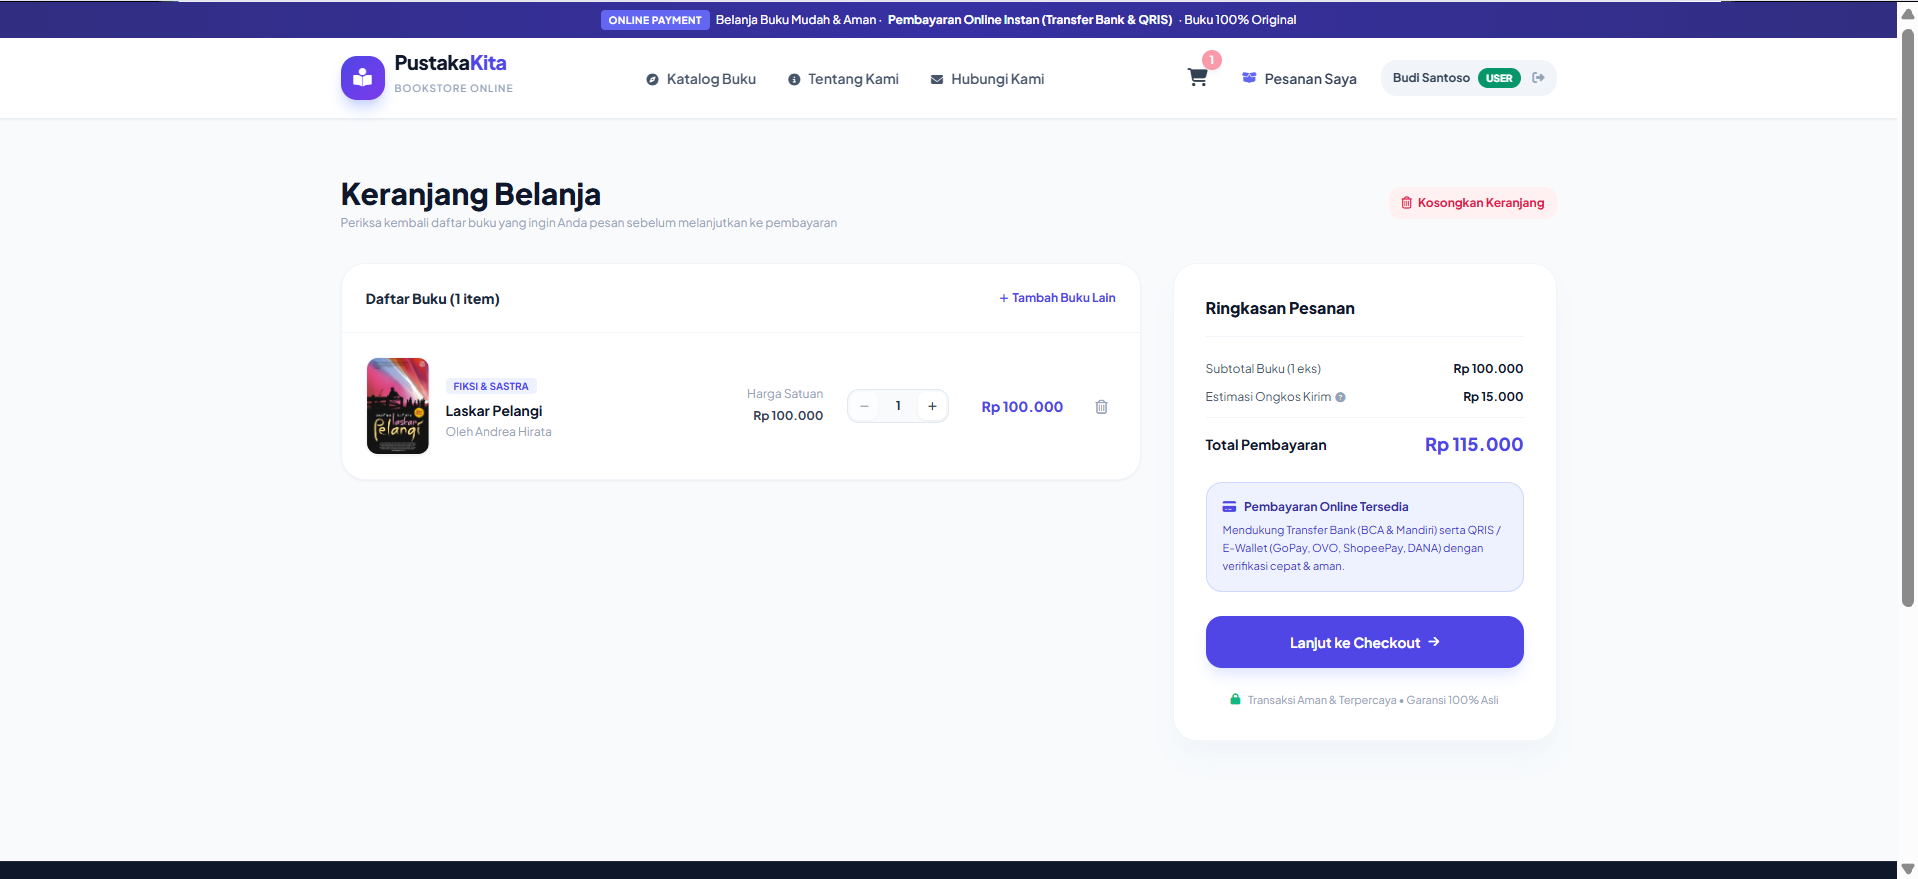 ONLINE PAYMENT Belanja Buku Mudah & Aman · Pembayaran Online Instan (Transfer Bank & QRIS) · Buku 100% Original
PustakaKita
BOOKSTORE ONLINE
Katalog Buku
Tentang Kami
Hubungi Kami
1
Pesanan Saya
Budi Santoso USER
Keranjang Belanja
Periksa kembali daftar buku yang ingin Anda pesan sebelum melanjutkan ke pembayaran
Kosongkan Keranjang
Daftar Buku (1 item)
+ Tambah Buku Lain
laskar
Pelangi
FIKSI & SASTRA
Laskar Pelangi
Oleh Andrea Hirata
Harga Satuan
Rp 100.000
− 1 +
Rp 100.000
Ringkasan Pesanan
Subtotal Buku (1 eks) Rp 100.000
Estimasi Ongkos Kirim Rp 15.000
Total Pembayaran Rp 115.000
Pembayaran Online Tersedia
Mendukung Transfer Bank (BCA & Mandiri) serta QRIS /
E-Wallet (GoPay, OVO, ShopeePay, DANA) dengan
verifikasi cepat & aman.
Lanjut ke Checkout →
Transaksi Aman & Terpercaya • Garansi 100% Asli